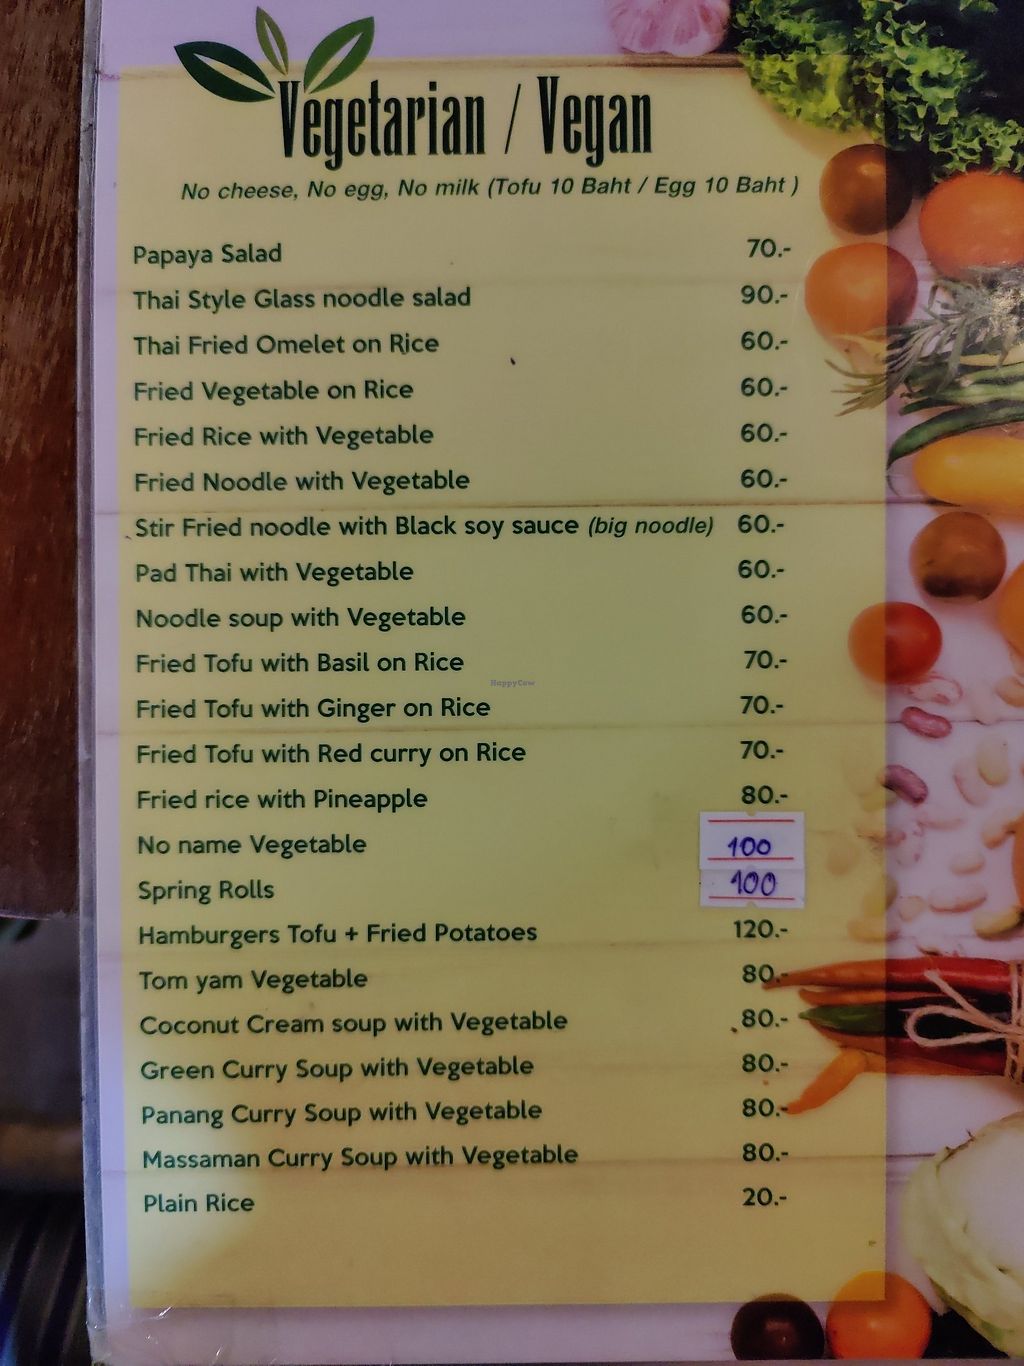 Vegetarian / Vegan
No cheese, No egg, No milk (Tofu 10 Baht / Egg 10 Baht )
Papaya Salad 70.-
Thai Style Glass noodle salad 90.-
Thai Fried Omelet on Rice 60.-
Fried Vegetable on Rice 60.-
Fried Rice with Vegetable 60.-
Fried Noodle with Vegetable 60.-
Stir Fried noodle with Black soy sauce (big noodle) 60.-
Pad Thai with Vegetable 60.-
Noodle soup with Vegetable 60.-
Fried Tofu with Basil on Rice 70.-
HappyCow
Fried Tofu with Ginger on Rice 70.-
Fried Tofu with Red curry on Rice 70.-
Fried rice with Pineapple 80.-
No name Vegetable 100
Spring Rolls 100
Hamburgers Tofu + Fried Potatoes 120.-
Tom yam Vegetable 80.-
Coconut Cream soup with Vegetable 80.-
Green Curry Soup with Vegetable 80.-
Panang Curry Soup with Vegetable 80.-
Massaman Curry Soup with Vegetable 80.-
Plain Rice 20.-